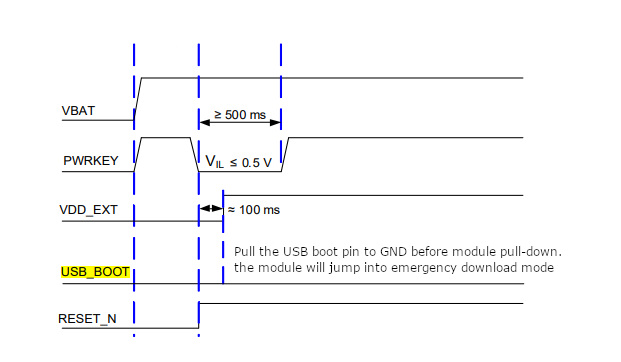 VBAT
≥ 500 ms
PWRKEY
VIL ≤ 0.5 V
VDD_EXT
≈ 100 ms
Pull the USB boot pin to GND before module pull-down.
the module will jump into emergency download mode
USB_BOOT
RESET_N